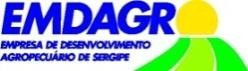 EMDAGRO
EMPRESA DE DESENVOLVIMENTO
AGROPECUÁRIO DE SERGIPE